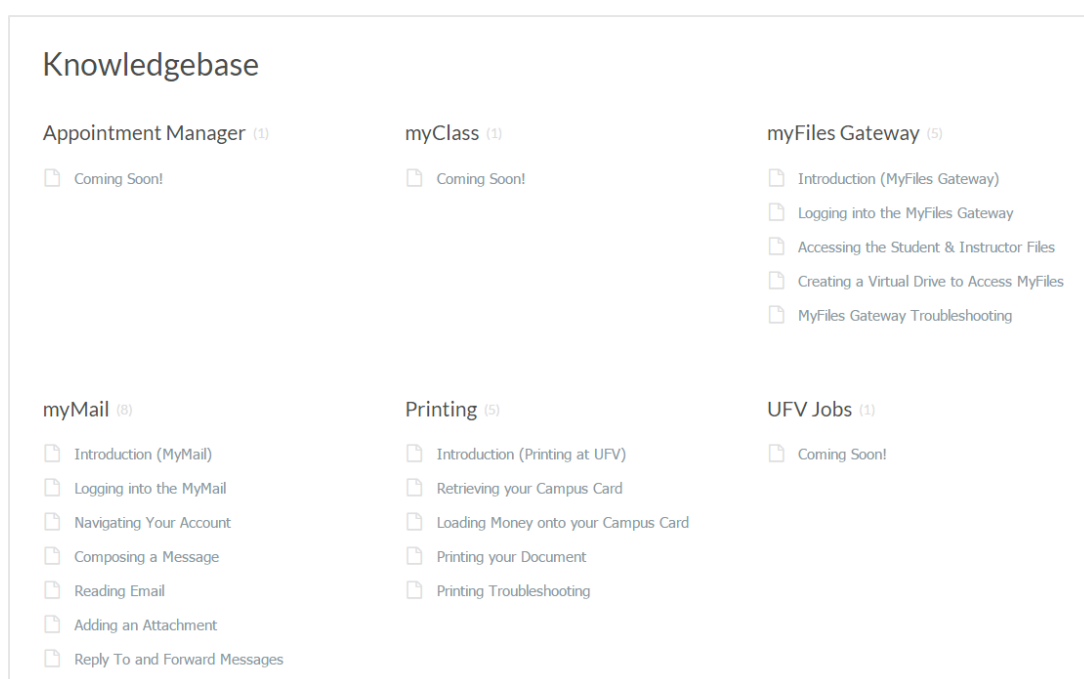 Knowledgebase
Appointment Manager (1)
Coming Soon!
myClass (1)
Coming Soon!
myFiles Gateway (5)
Introduction (MyFiles Gateway)
Logging into the MyFiles Gateway
Accessing the Student & Instructor Files
Creating a Virtual Drive to Access MyFiles
MyFiles Gateway Troubleshooting
myMail (8)
Introduction (MyMail)
Logging into the MyMail
Navigating Your Account
Composing a Message
Reading Email
Adding an Attachment
Reply To and Forward Messages
Printing (5)
Introduction (Printing at UFV)
Retrieving your Campus Card
Loading Money onto your Campus Card
Printing your Document
Printing Troubleshooting
UFV Jobs (1)
Coming Soon!